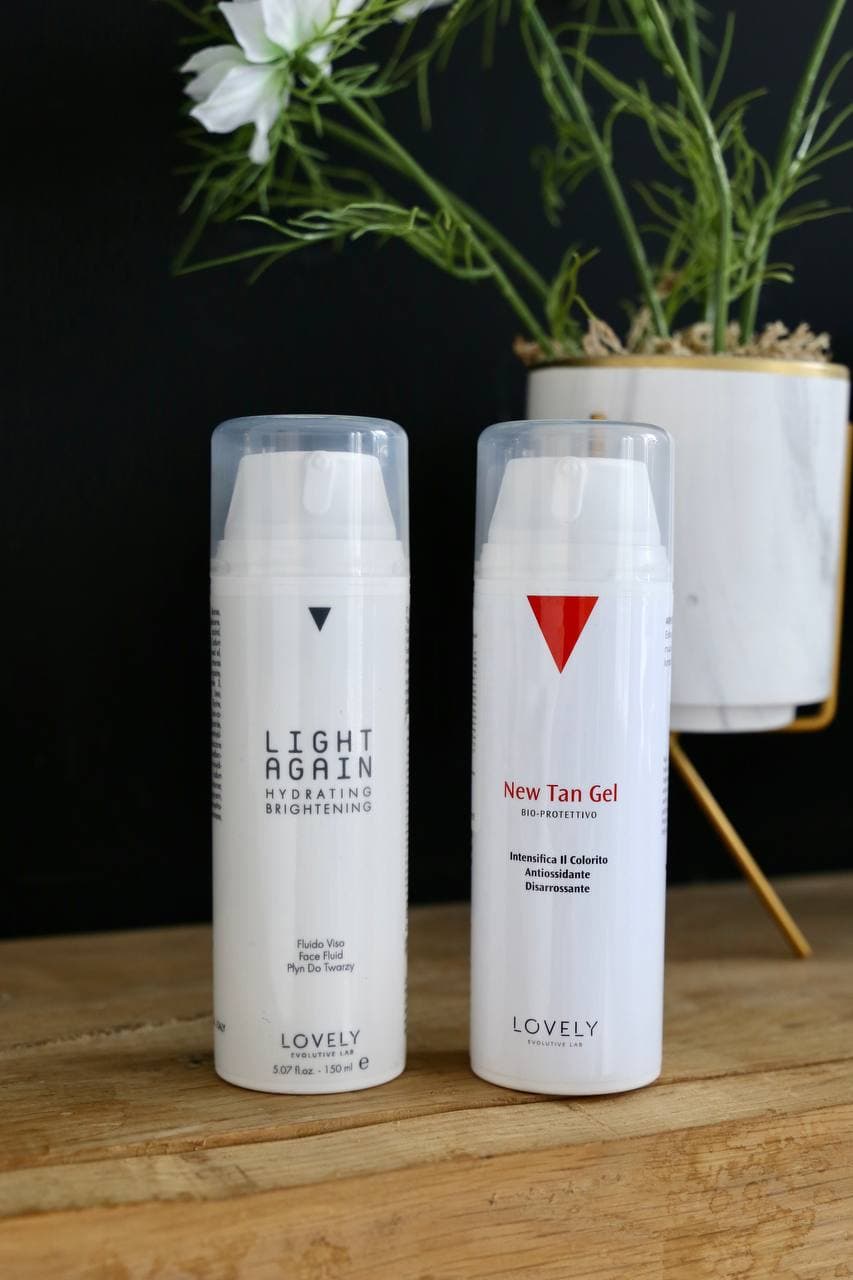 LIGHT
AGAIN
HYDRATING
BRIGHTENING
Fluido Viso
Face Fluid
Płyn Do Twarzy
LOVELY
EVOLUTIVE LAB
5.07 fl.oz. - 150 ml e
New Tan Gel
BIO-PROTETTIVO
Intensifica Il Colorito
Antiossidante
Disarrossante
LOVELY
EVOLUTIVE LAB